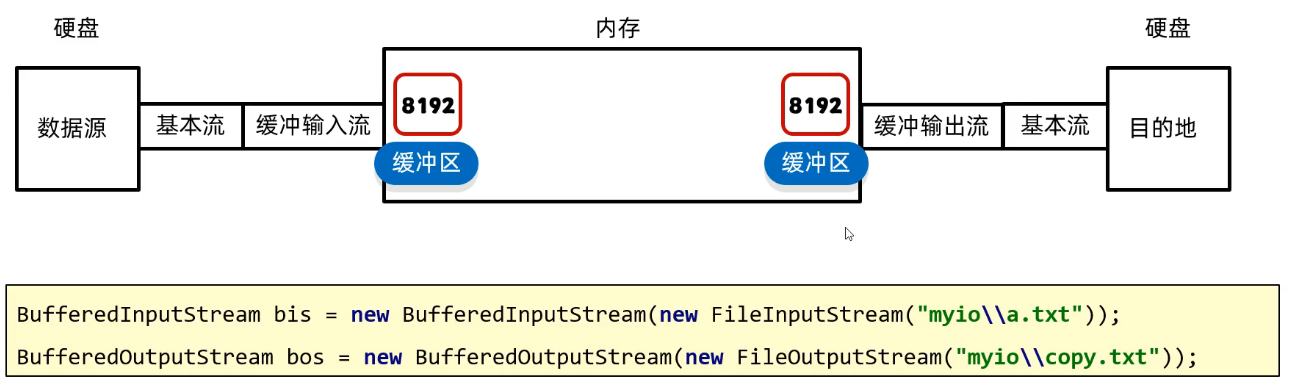 硬盘 内存 硬盘
8192 8192
数据源 基本流 缓冲输入流 缓冲输出流 基本流 目的地
缓冲区 缓冲区
BufferedInputStream bis = new BufferedInputStream(new FileInputStream("myio\\a.txt"));
BufferedOutputStream bos = new BufferedOutputStream(new FileOutputStream("myio\\copy.txt"));